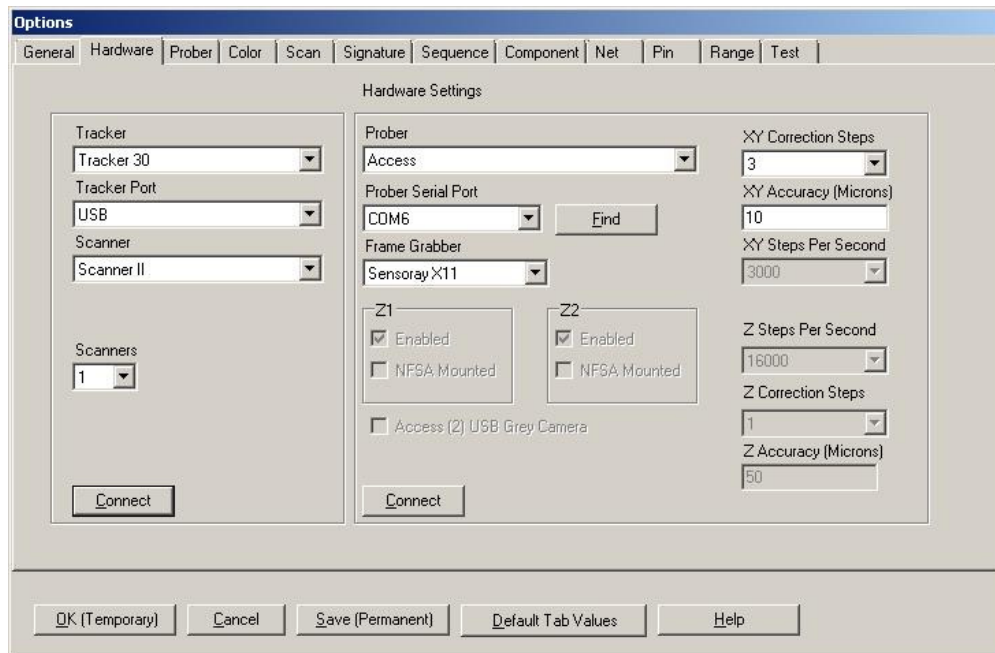 Options
General Hardware Prober Color Scan Signature Sequence Component Net Pin Range Test
Hardware Settings
Tracker
Tracker 30
Tracker Port
USB
Scanner
Scanner II
Scanners
1
Connect
Prober
Access
Prober Serial Port
COM6
Find
Frame Grabber
Sensoray X11
Z1
Enabled
NFSA Mounted
Z2
Enabled
NFSA Mounted
Access (2) USB Grey Camera
Connect
XY Correction Steps
3
XY Accuracy (Microns)
10
XY Steps Per Second
3000
Z Steps Per Second
16000
Z Correction Steps
1
Z Accuracy (Microns)
50
OK (Temporary) Cancel Save (Permanent) Default Tab Values Help